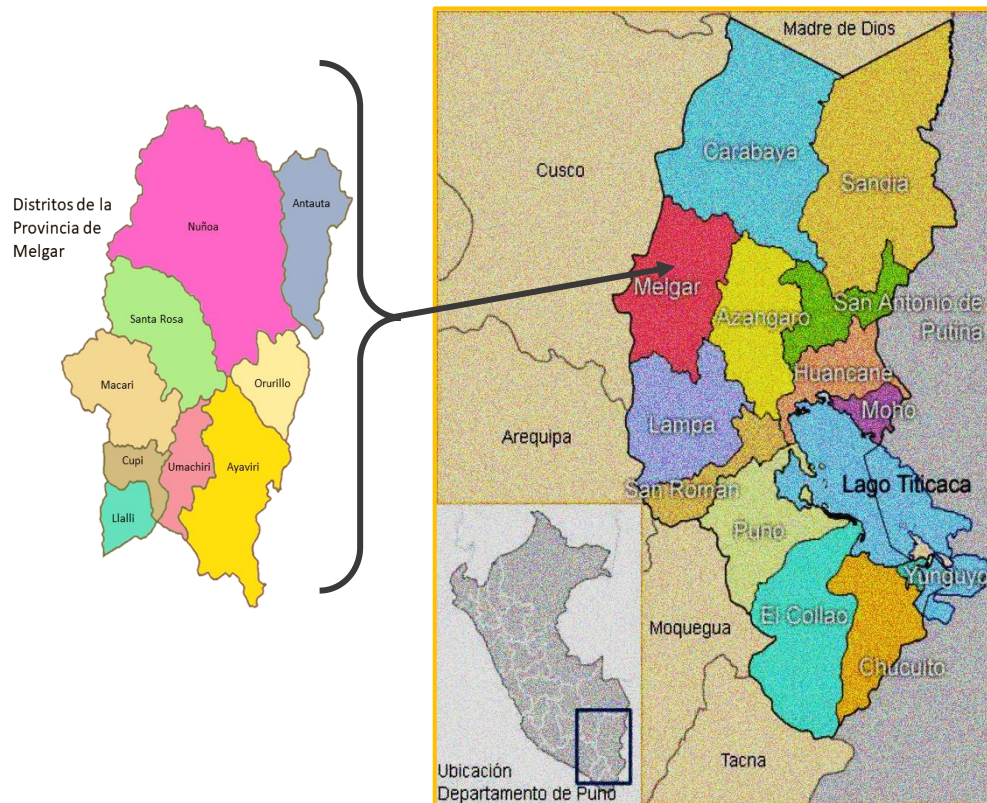 Distritos de la
Provincia de
Melgar
Nuñoa
Antauta
Santa Rosa
Macari
Orurillo
Cupi
Umachiri
Ayaviri
Llalli
Madre de Dios
Cusco
Carabaya
Sandia
Melgar
Azangaro
San Antonio de
Putina
Huancane
Moho
Lampa
Arequipa
San Roman
Lago Titicaca
Puno
Yunguyo
El Collao
Moquegua
Chucuito
Tacna
Ubicación
Departamento de Puno